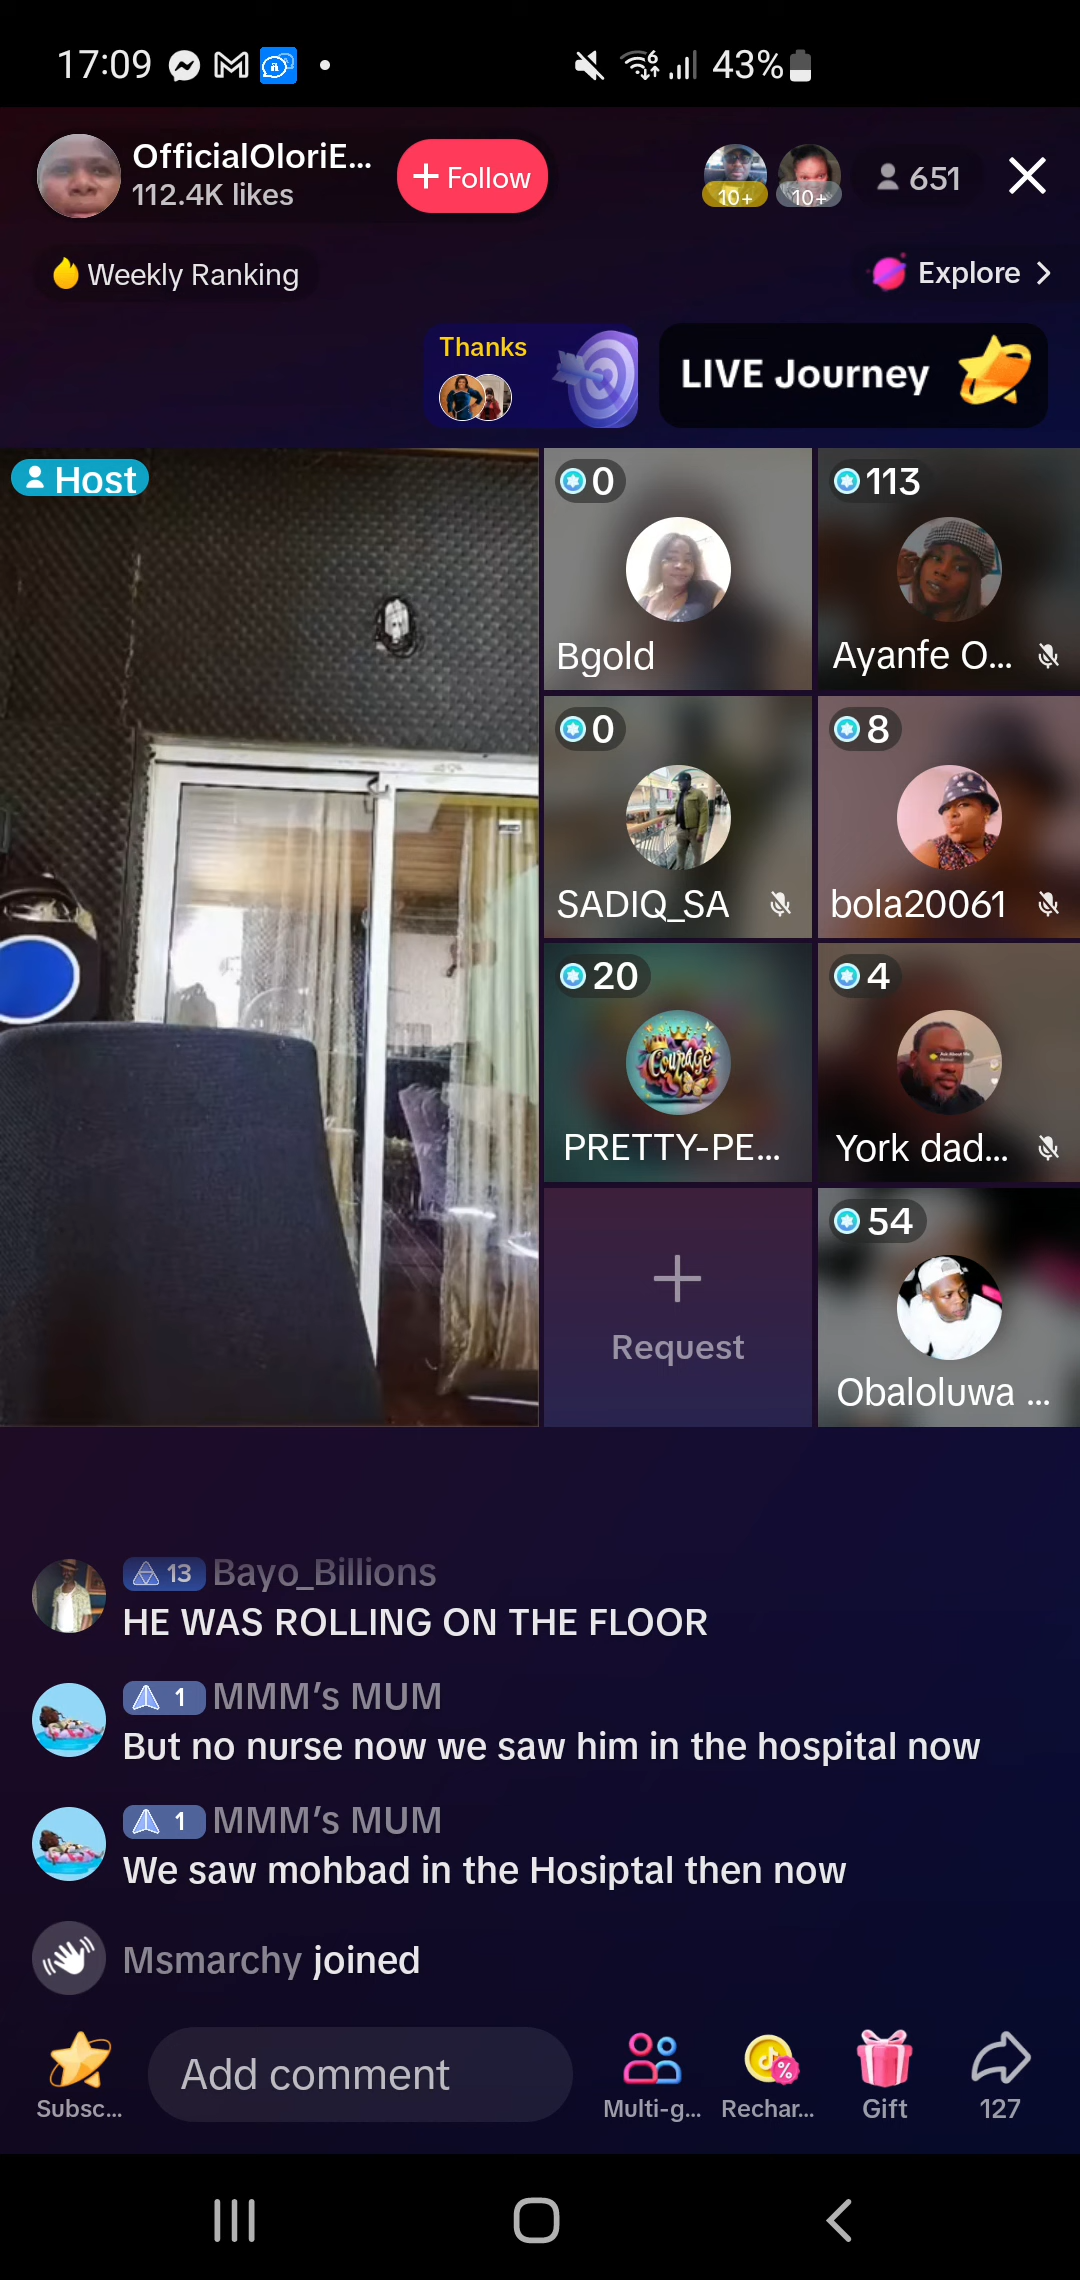 17:09
43%
OfficialOloriE...
112.4K likes
+ Follow
10+
10+
651
Weekly Ranking
Explore
Thanks
LIVE Journey
Host
0
113
Bgold
Ayanfe O...
0
8
SADIQ_SA
bola20061
20
4
Courage
PRETTY-PE...
York dad...
54
Request
Obaloluwa ...
13 Bayo_Billions
HE WAS ROLLING ON THE FLOOR
1 MMM's MUM
But no nurse now we saw him in the hospital now
1 MMM's MUM
We saw mohbad in the Hosiptal then now
Msmarchy joined
Add comment
Subsc...
Multi-g...
Rechar...
Gift
127